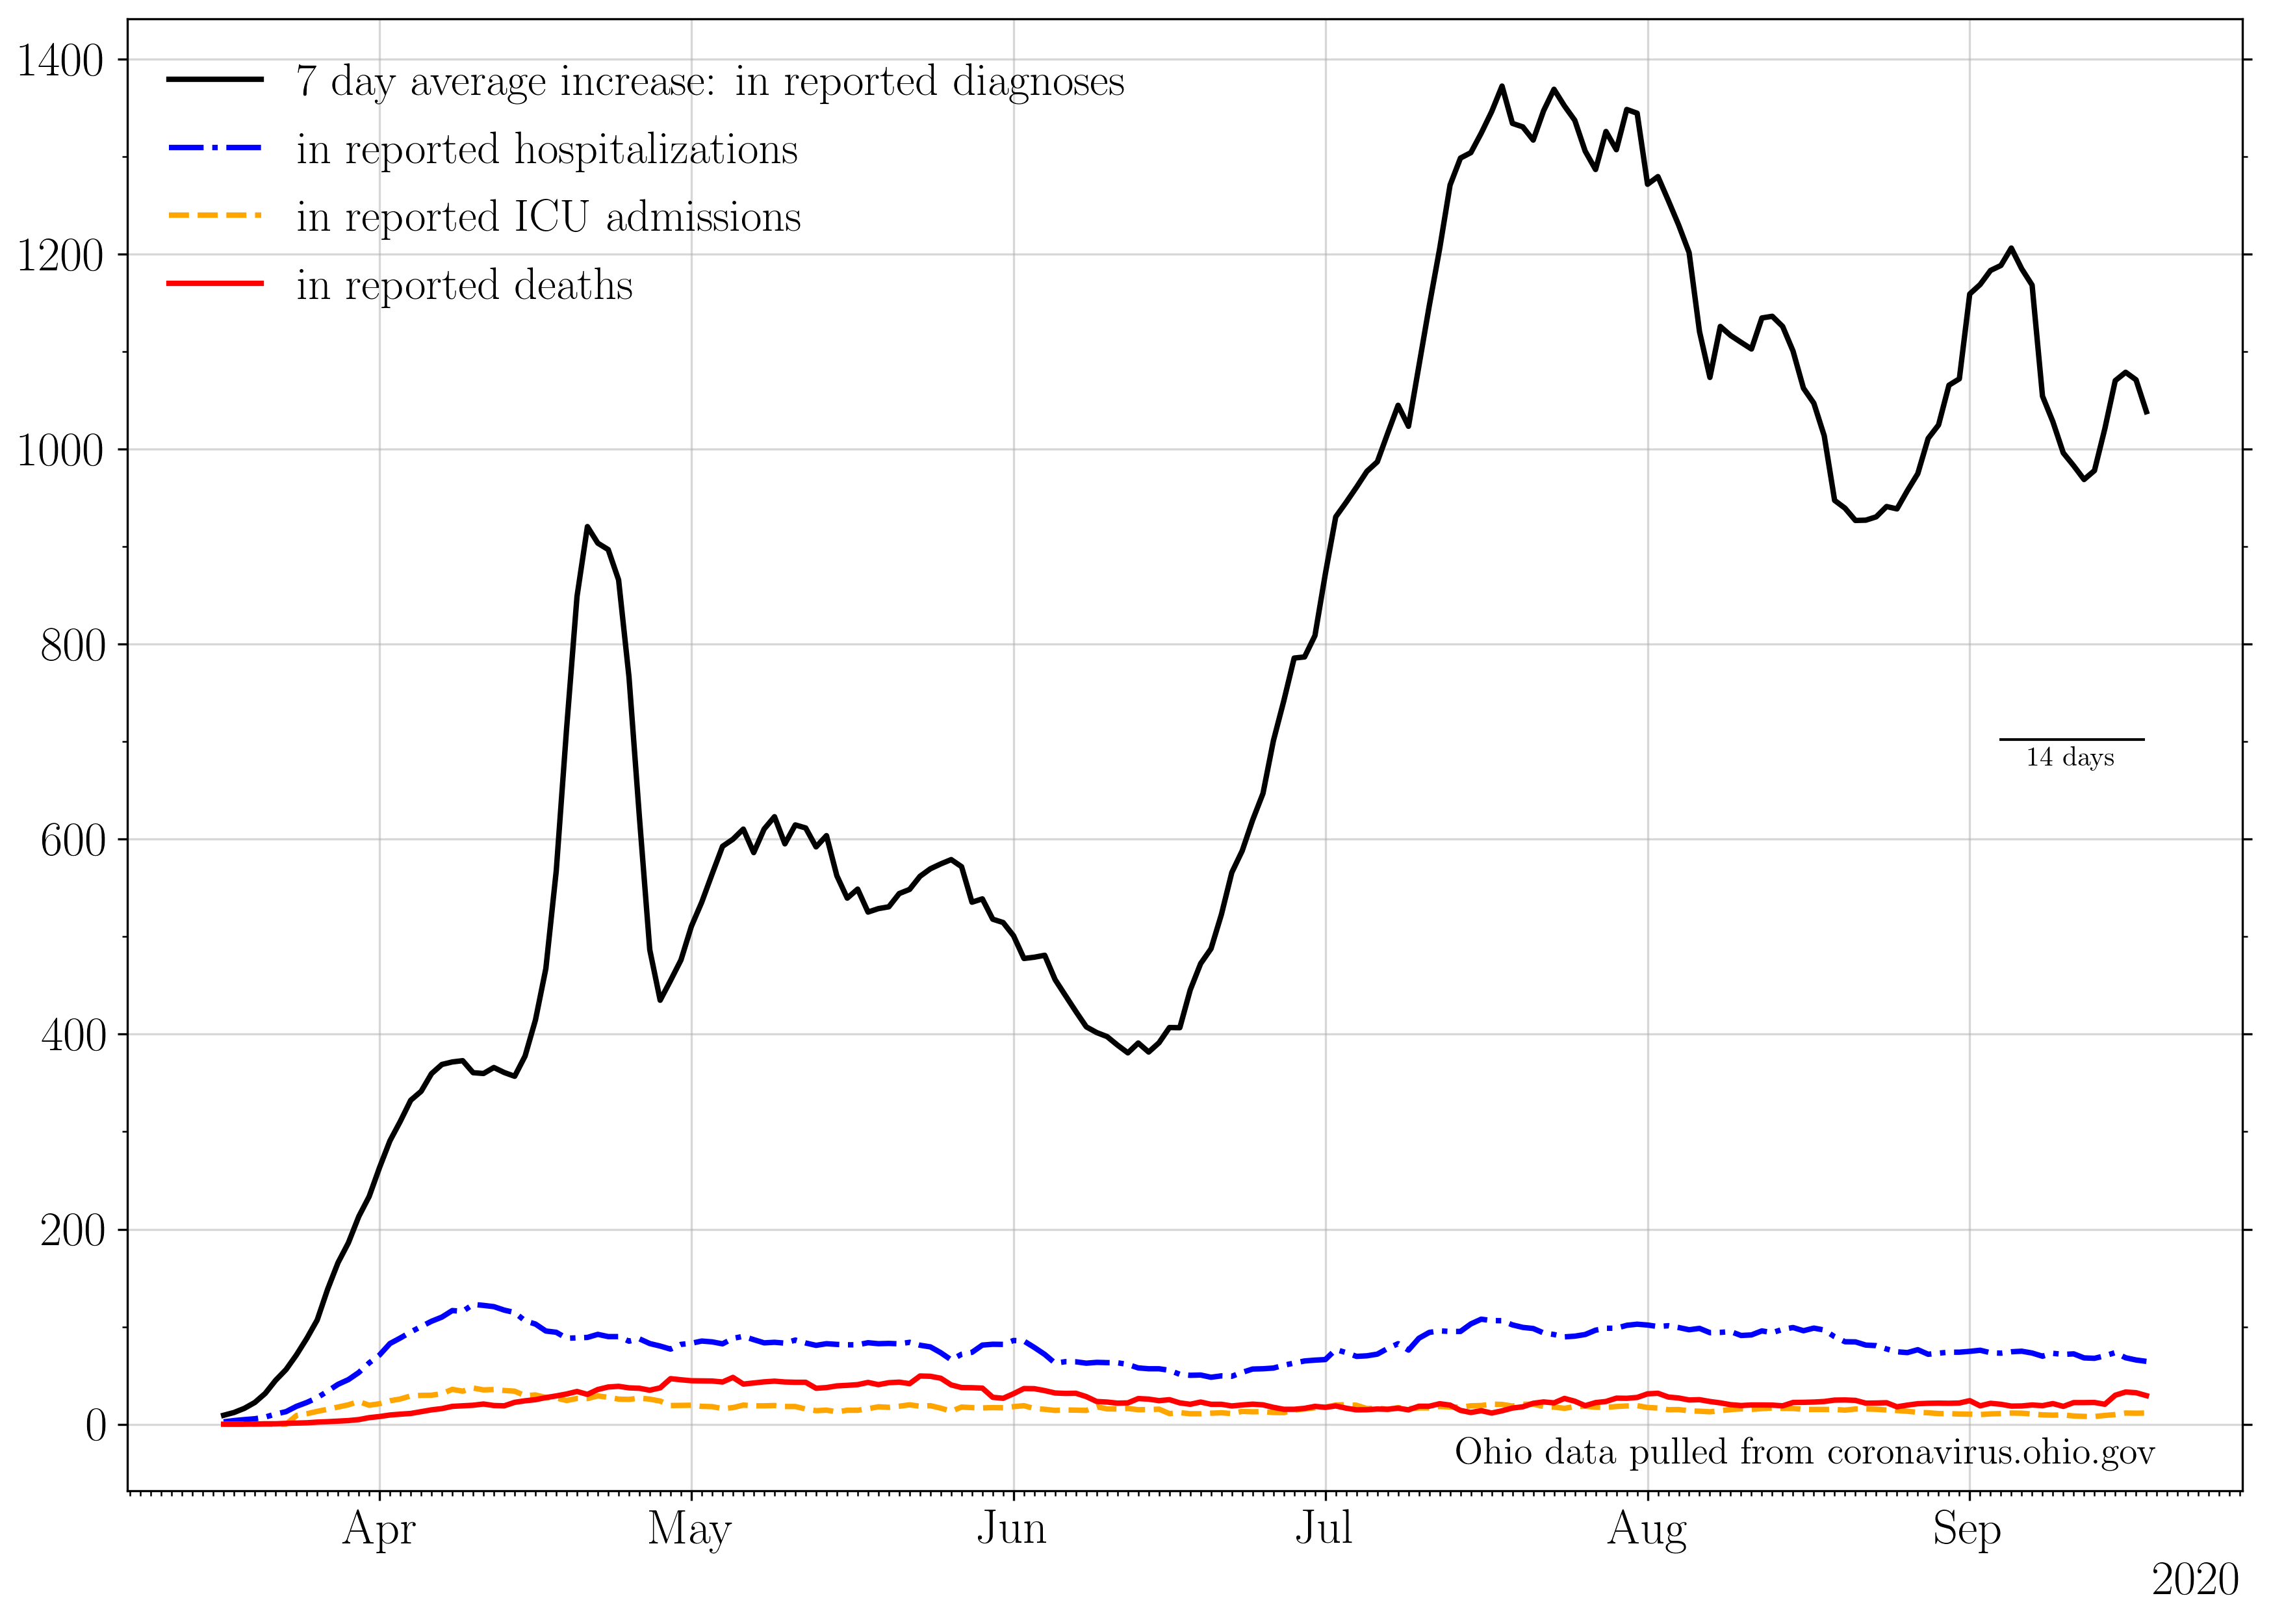 1400
1200
1000
800
600
400
200
0
7 day average increase: in reported diagnoses
in reported hospitalizations
in reported ICU admissions
in reported deaths
14 days
Ohio data pulled from coronavirus.ohio.gov
Apr May Jun Jul Aug Sep
2020